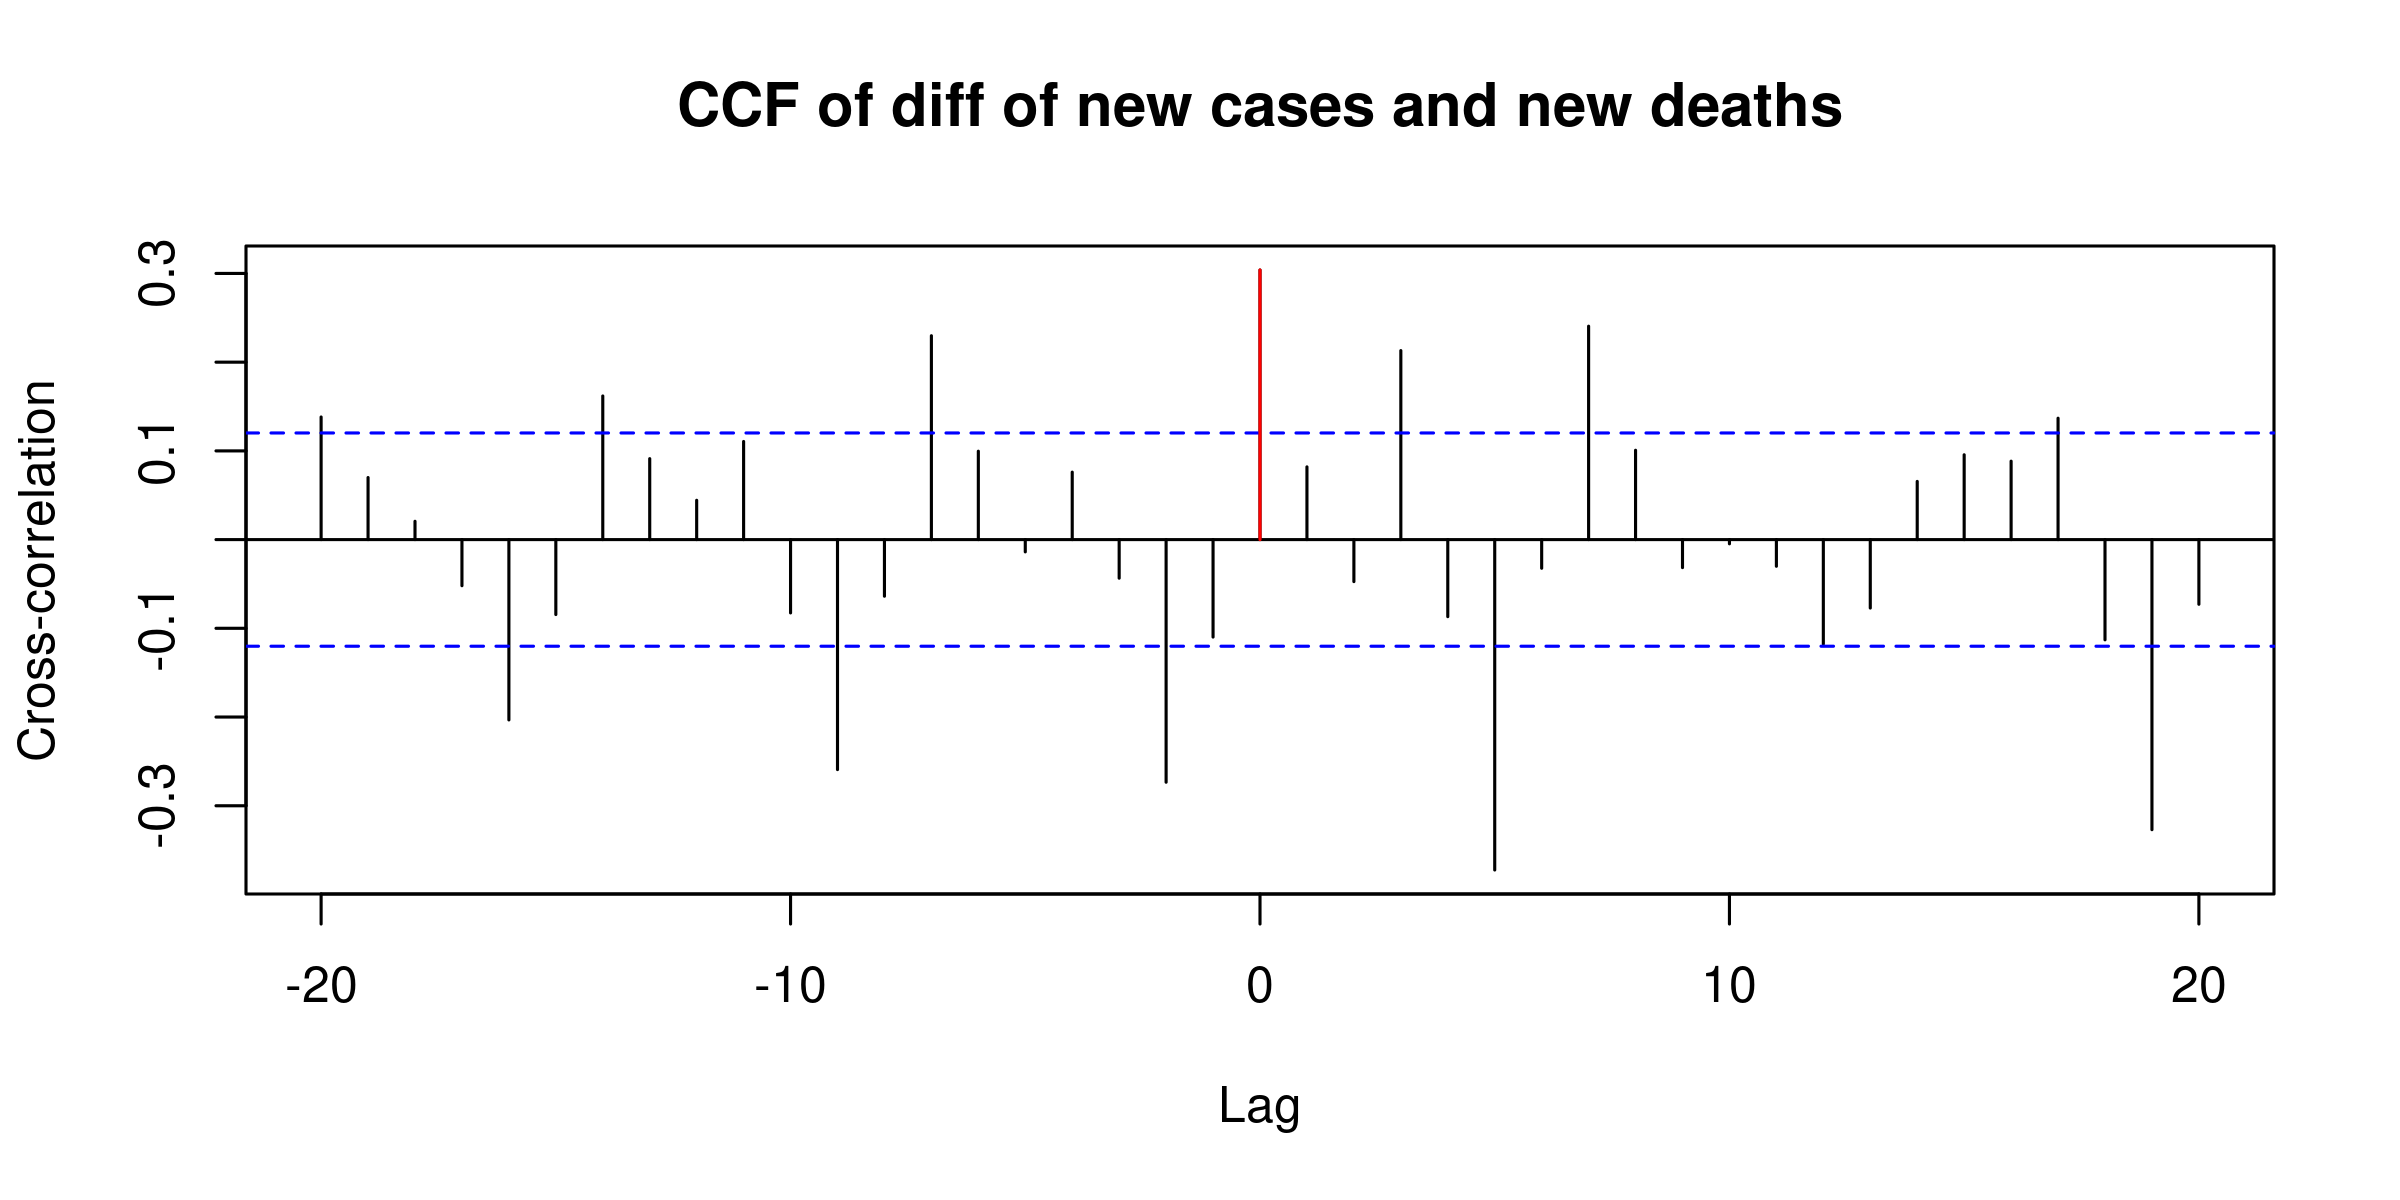 CCF of diff of new cases and new deaths
Cross-correlation
0.3
0.1
-0.1
-0.3
-20 -10 0 10 20
Lag